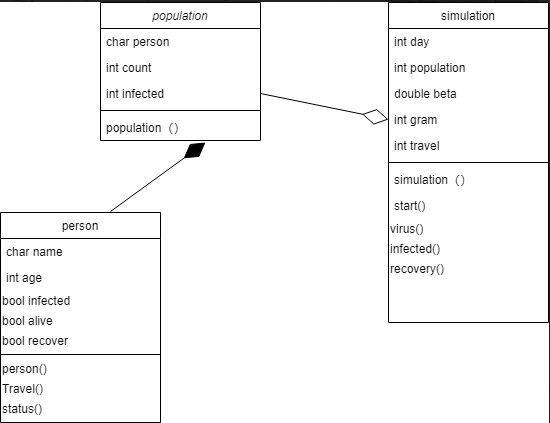 population
char person
int count
int infected
population ()
simulation
int day
int population
double beta
int gram
int travel
simulation ()
start()
virus()
infected()
recovery()
person
char name
int age
bool infected
bool alive
bool recover
person()
Travel()
status()